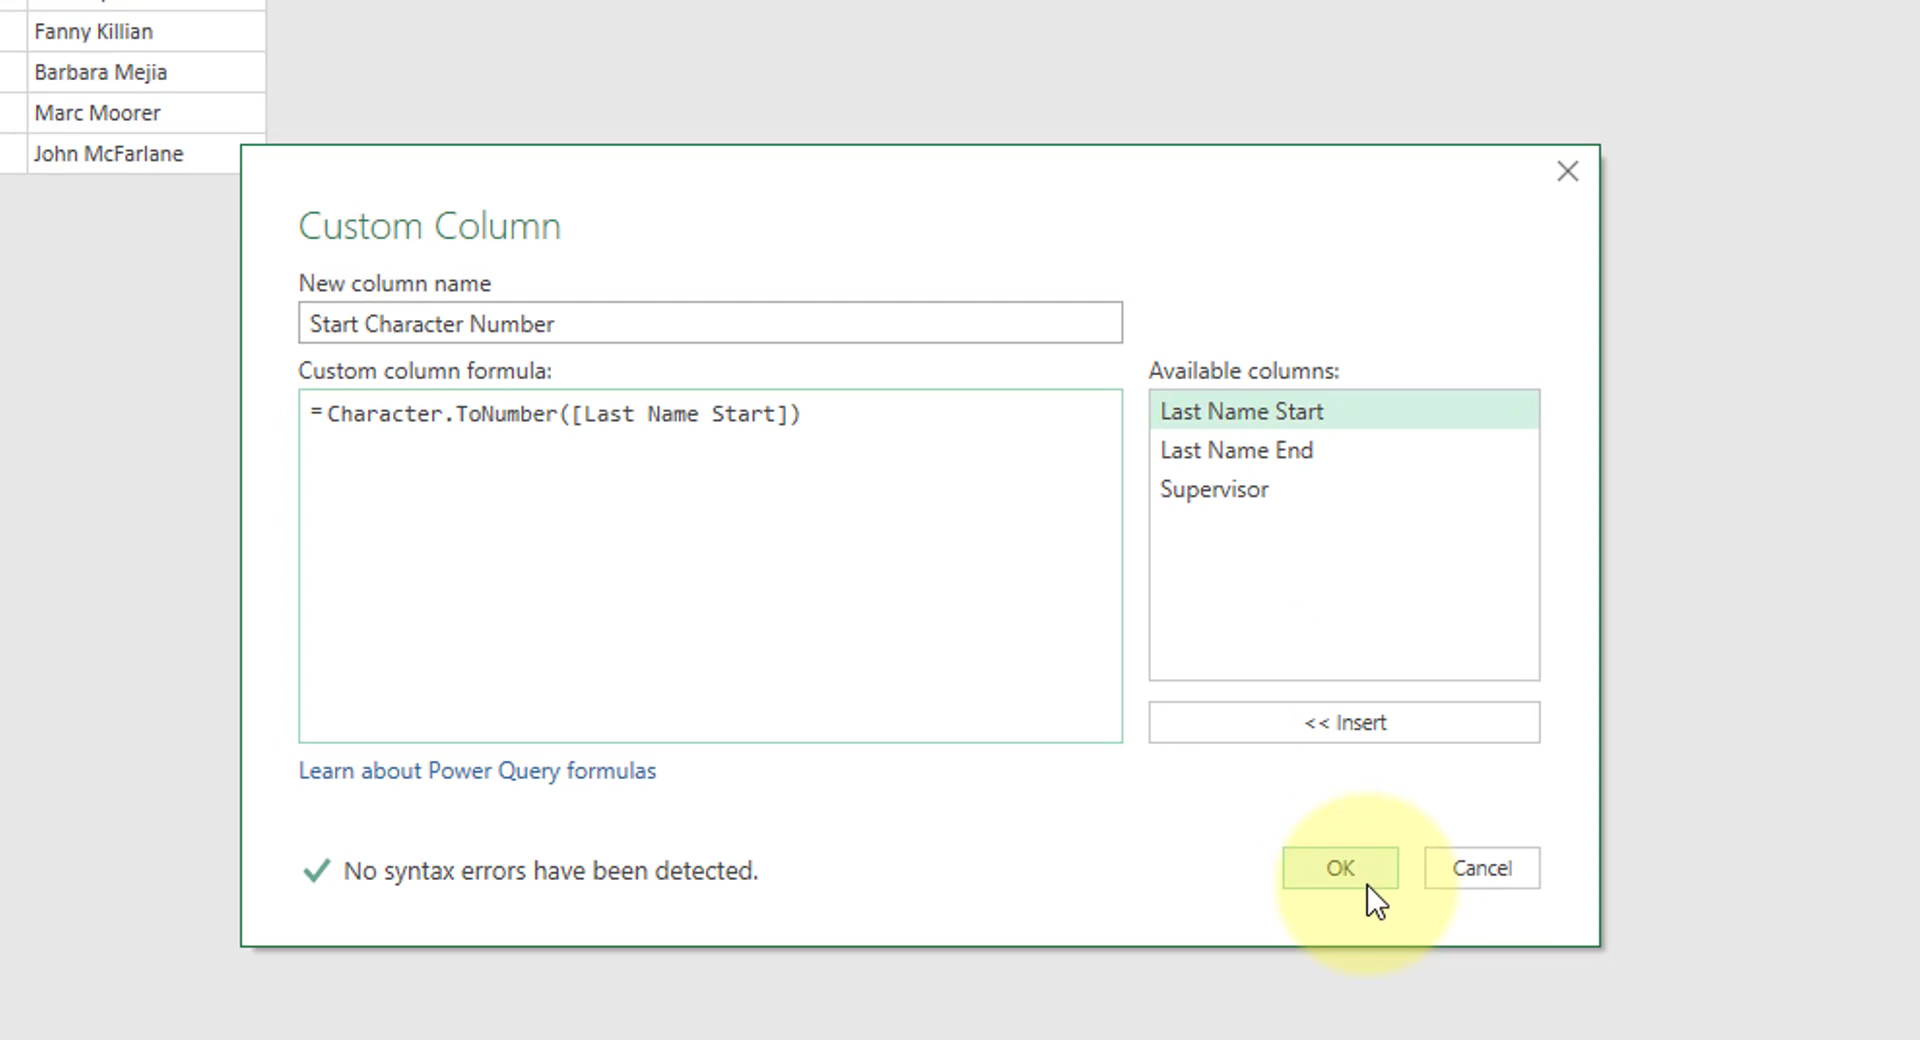 Fanny Killian
Barbara Mejia
Marc Moorer
John McFarlane
Custom Column
New column name
Start Character Number
Custom column formula:
=Character.ToNumber([Last Name Start])
Available columns:
Last Name Start
Last Name End
Supervisor
<< Insert
Learn about Power Query formulas
No syntax errors have been detected.
OK
Cancel